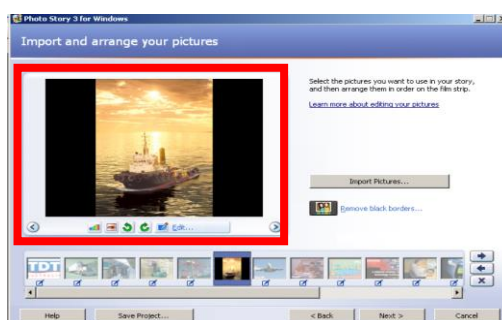 Photo Story 3 for Windows
Import and arrange your pictures
Select the pictures you want to use in your story,
and then arrange them in order on the film strip.
Learn more about editing your pictures
Import Pictures...
Remove black borders...
Edit...
TDT
Help
Save Project...
< Back
Next >
Cancel